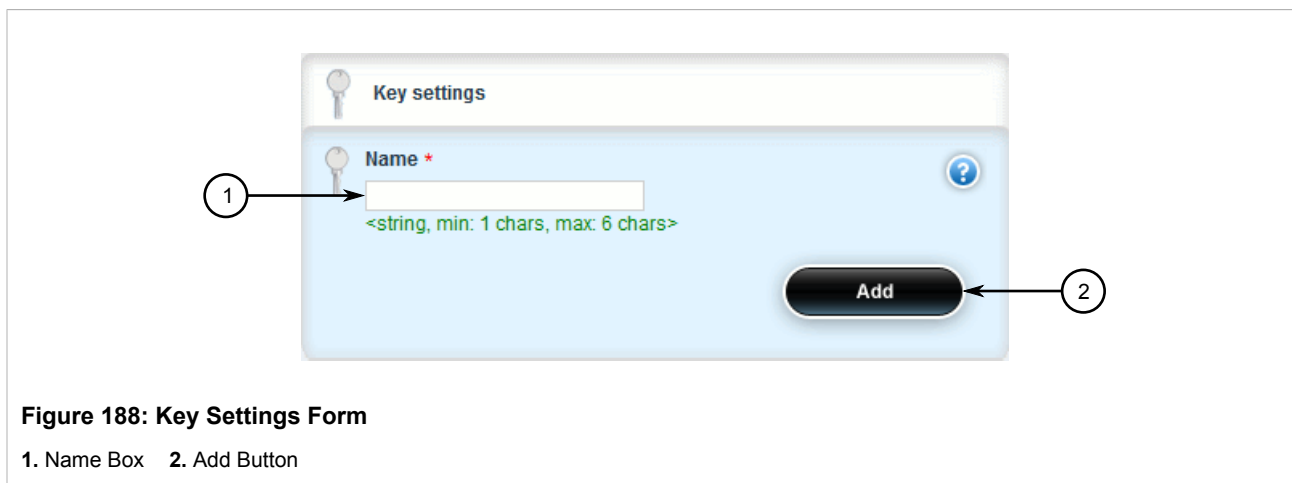 Key settings
Name *
1
?
<string, min: 1 chars, max: 6 chars>
Add
2
Figure 188: Key Settings Form
1. Name Box 2. Add Button